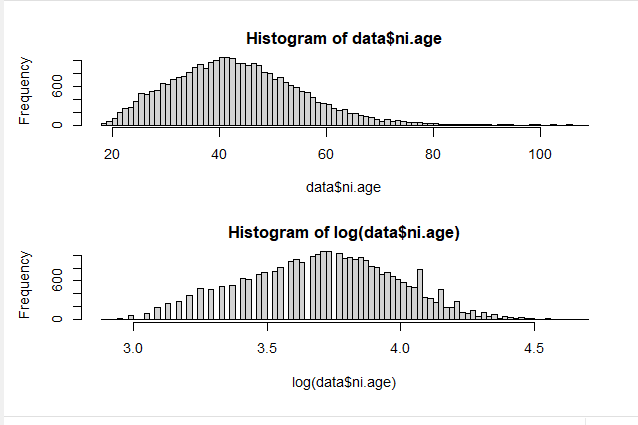 Histogram of data$ni.age
Frequency
0 600
20 40 60 80 100
data$ni.age
Histogram of log(data$ni.age)
Frequency
0 600
3.0 3.5 4.0 4.5
log(data$ni.age)